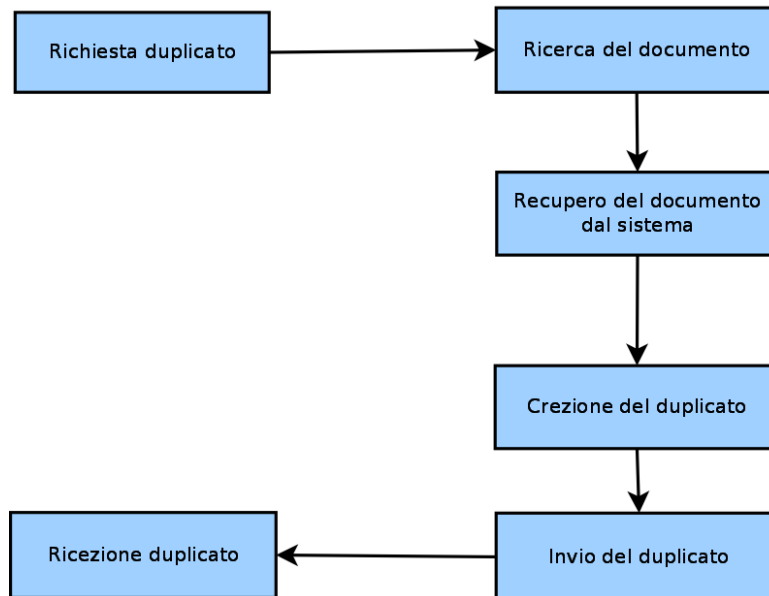 Richiesta duplicato
Ricerca del documento
Recupero del documento
dal sistema
Crezione del duplicato
Invio del duplicato
Ricezione duplicato